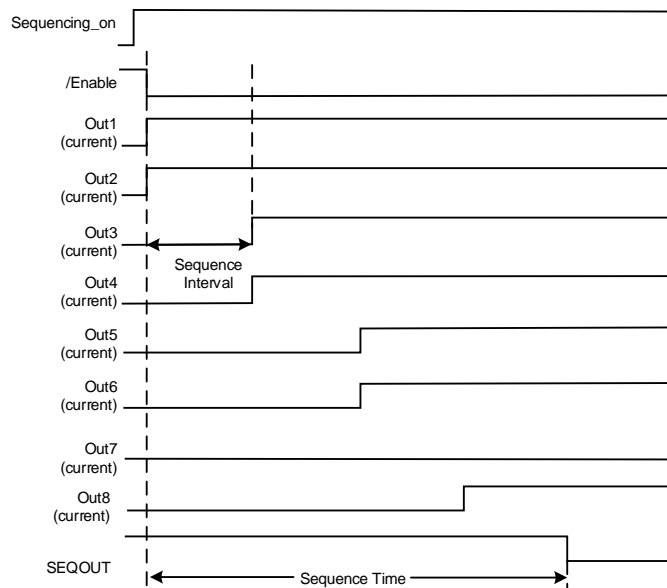 Sequencing_on
/Enable
Out1
(current)
Out2
(current)
Out3
(current)
Sequence
Interval
Out4
(current)
Out5
(current)
Out6
(current)
Out7
(current)
Out8
(current)
SEQOUT
Sequence Time